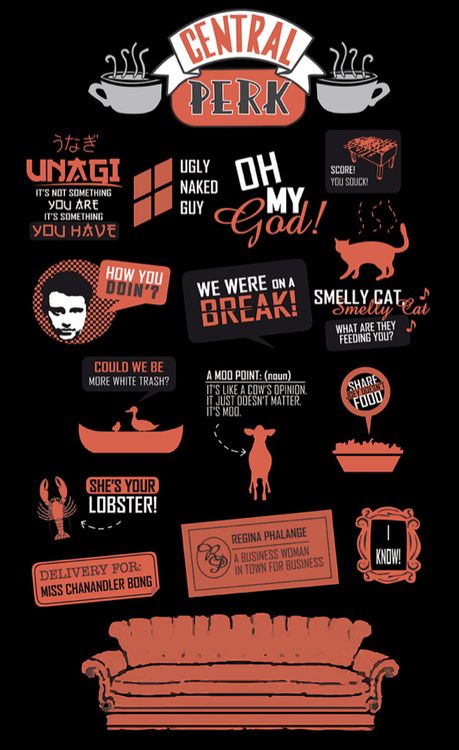 CENTRAL
PERK
うなぎ
UNAGI
IT'S NOT SOMETHING
YOU ARE
IT'S SOMETHING
YOU HAVE
UGLY
NAKED
GUY
OH
MY
God!
SCORE!
YOU SOUCK!
HOW YOU
DOIN'?
WE WERE ON A
BREAK!
SMELLY CAT
Smelly Cat
WHAT ARE THEY
FEEDING YOU?
COULD WE BE
MORE WHITE TRASH?
A MOO POINT: (noun)
IT'S LIKE A COW'S OPINION,
IT JUST DOESN'T MATTER.
IT'S MOO.
SHARE
FOOD
SHE'S YOUR
LOBSTER!
REGINA PHALANGE
A BUSINESS WOMAN
IN TOWN FOR BUSINESS
RP
I
KNOW!
DELIVERY FOR:
MISS CHANANDLER BONG